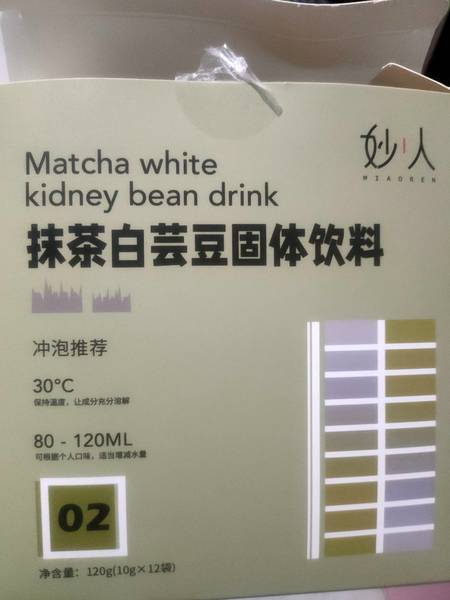 妙人
MIAOREN
Matcha white
kidney bean drink
抹茶白芸豆固体饮料
冲泡推荐
30°C
保持温度，让成分充分溶解
80 - 120ML
可根据个人口味，适当增减水量
02
净含量：120g(10g×12袋)